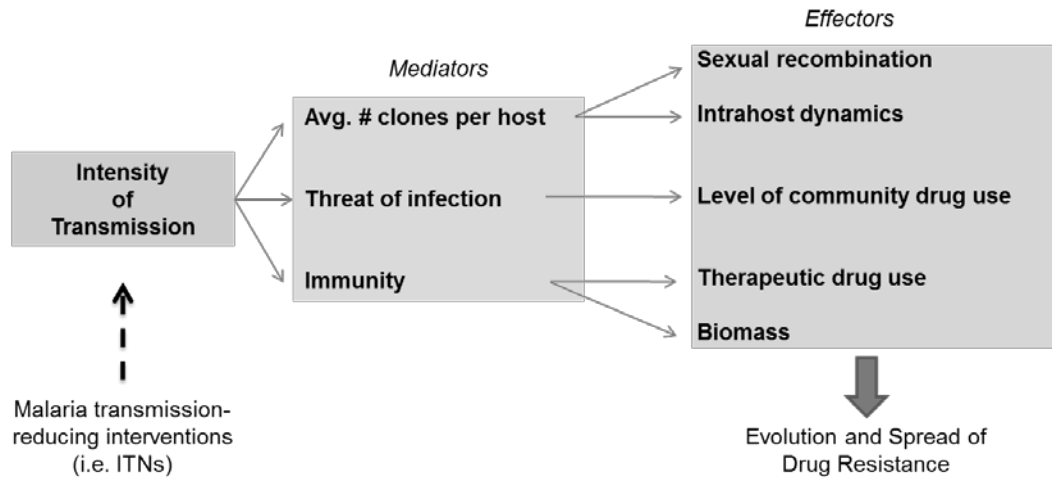 Effectors
Mediators
Sexual recombination
Avg. # clones per host
Intrahost dynamics
Intensity
of
Transmission
Threat of infection
Level of community drug use
Immunity
Therapeutic drug use
Biomass
Malaria transmission-
reducing interventions
(i.e. ITNs)
Evolution and Spread of
Drug Resistance